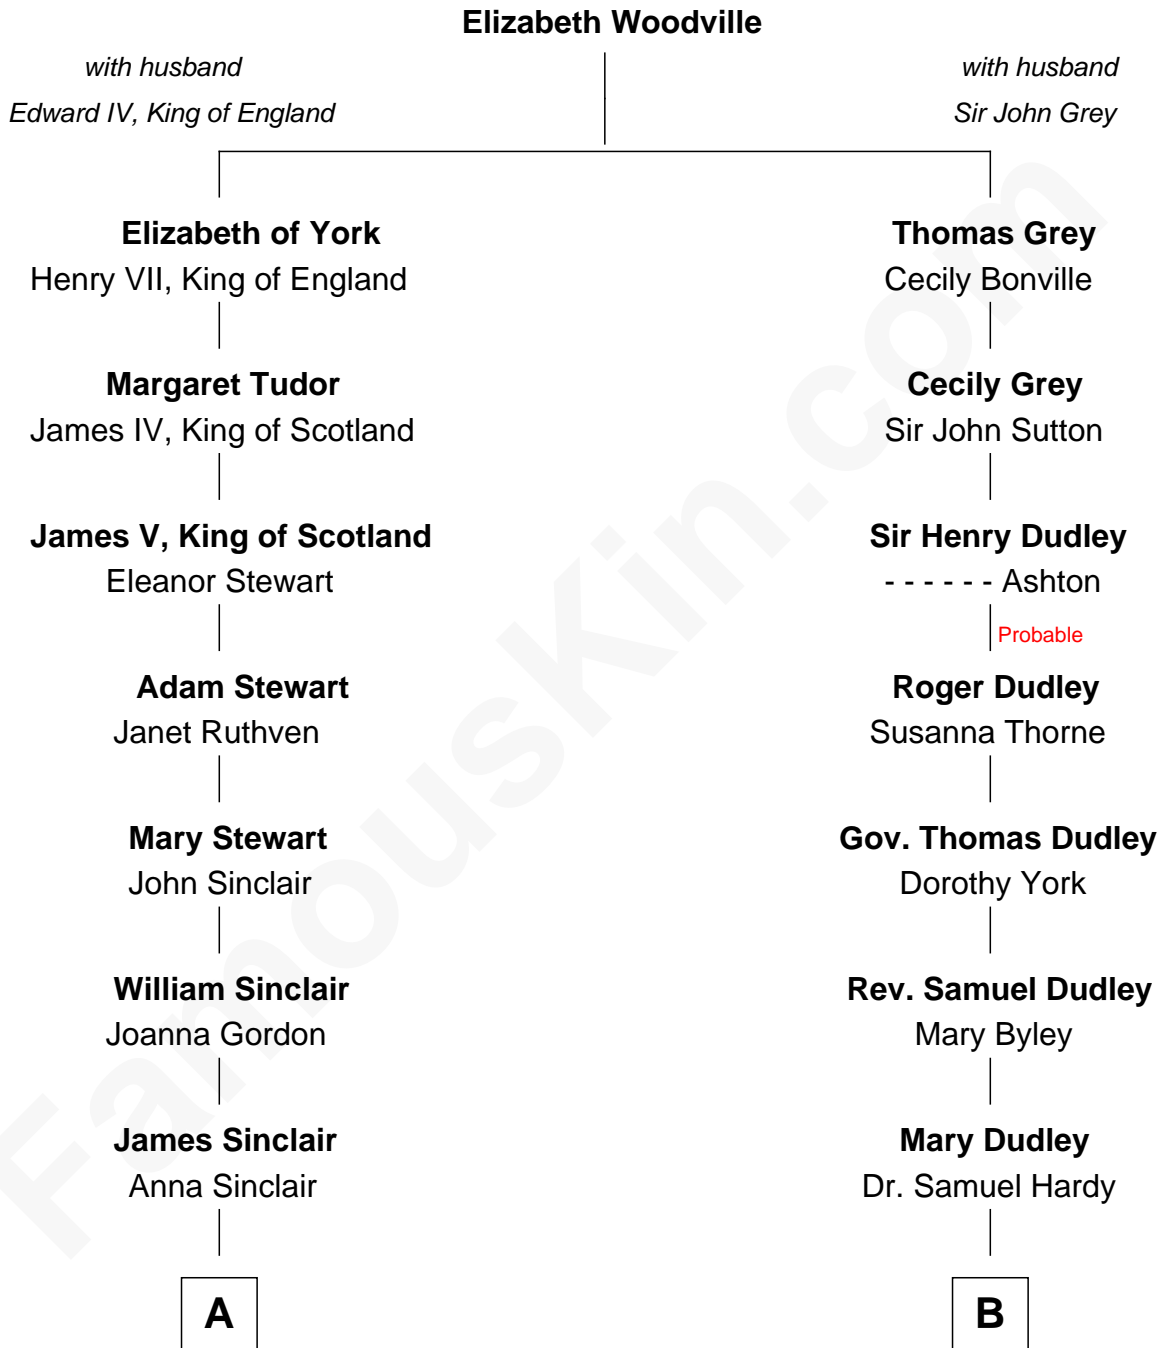 Elizabeth Woodville
with husband
Edward IV, King of England
with husband
Sir John Grey
Elizabeth of York
Henry VII, King of England
Thomas Grey
Cecily Bonville
Margaret Tudor
James IV, King of Scotland
Cecily Grey
Sir John Sutton
James V, King of Scotland
Eleanor Stewart
Sir Henry Dudley
- - - - - - Ashton
Probable
Adam Stewart
Janet Ruthven
Roger Dudley
Susanna Thorne
Mary Stewart
John Sinclair
Gov. Thomas Dudley
Dorothy York
William Sinclair
Joanna Gordon
Rev. Samuel Dudley
Mary Byley
James Sinclair
Anna Sinclair
Mary Dudley
Dr. Samuel Hardy
A
B
FamousKin.com